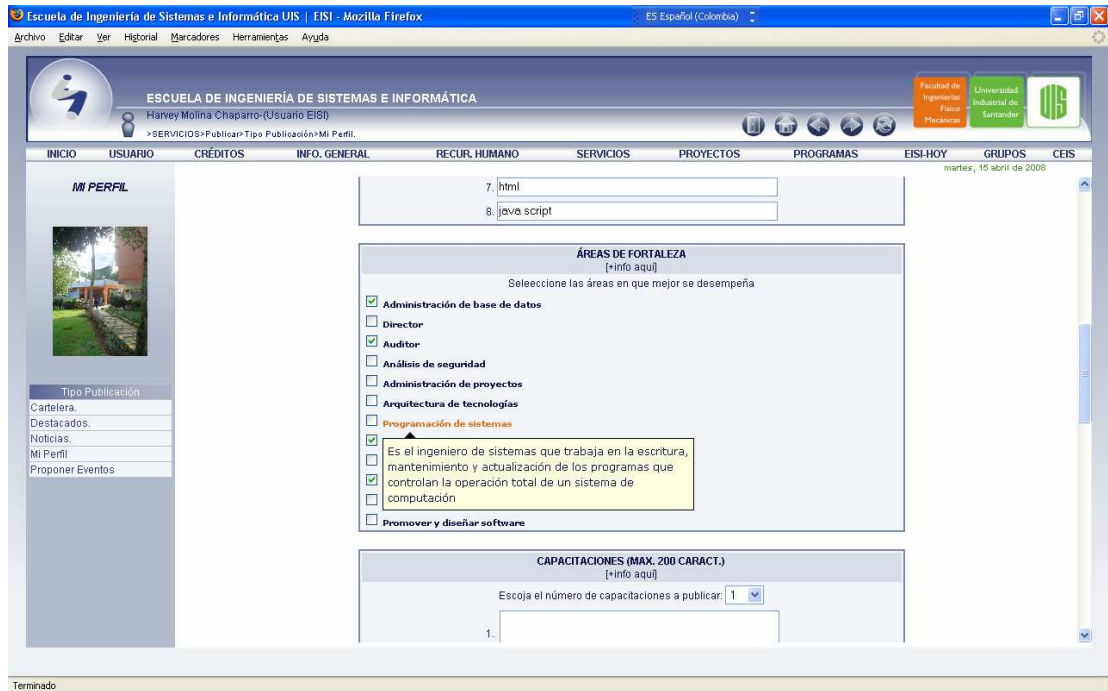 Escuela de Ingeniería de Sistemas e Informática UIS | EISI - Mozilla Firefox
ES Español (Colombia)
Archivo Editar Ver Historial Marcadores Herramientas Ayuda
ESCUELA DE INGENIERÍA DE SISTEMAS E INFORMÁTICA
Harvey Molina Chaparro-(Usuario EISI)
>SERVICIOS>Publicar>Tipo Publicación>Mi Perfil.
Facultad de
Ingenierías
Físico
Mecánicas
Universidad
Industrial de
Santander
UIS
INICIO USUARIO CRÉDITOS INFO. GENERAL RECUR. HUMANO SERVICIOS PROYECTOS PROGRAMAS EISI-HOY GRUPOS CEIS
martes, 15 abril de 2008
MI PERFIL
Tipo Publicación
Cartelera.
Destacados.
Noticias.
Mi Perfil
Proponer Eventos
7. html
8. java script
ÁREAS DE FORTALEZA
[+info aquí]
Seleeccione las áreas en que mejor se desempeña
Administración de base de datos
Director
Auditor
Análisis de seguridad
Administración de proyectos
Arquitectura de tecnologías
Programación de sistemas
Es el ingeniero de sistemas que trabaja en la escritura,
mantenimiento y actualización de los programas que
controlan la operación total de un sistema de
computación
Promover y diseñar software
CAPACITACIONES (MAX. 200 CARACT.)
[+info aquí]
Escoja el número de capacitaciones a publicar: 1
1.
Terminado